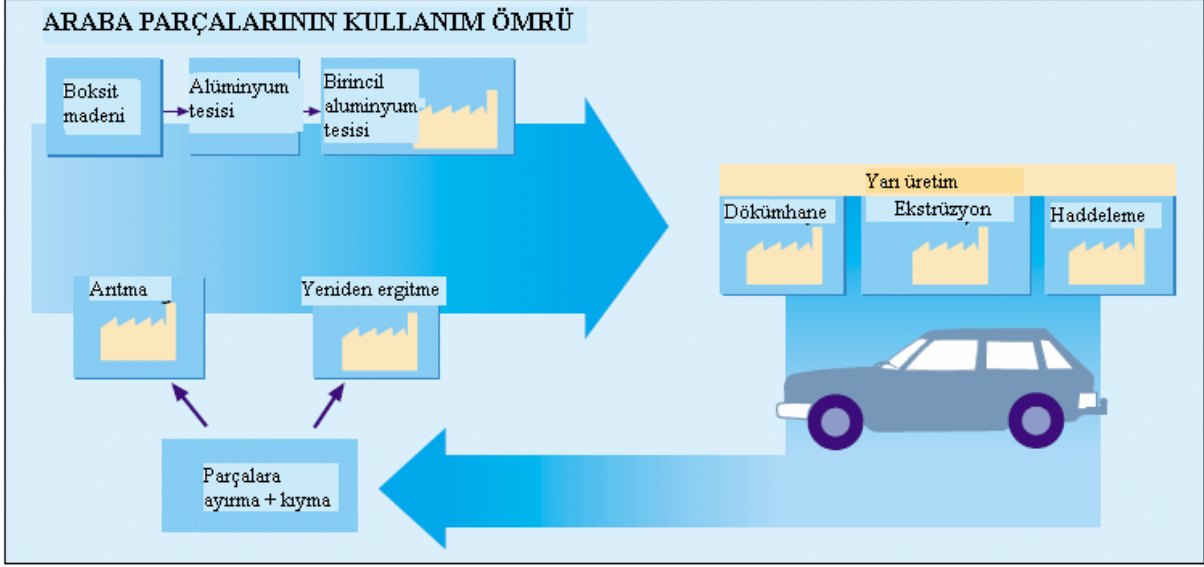 ARABA PARÇALARININ KULLANIM ÖMRÜ
Boksit
madeni
Alüminyum
tesisi
Birincil
aluminyum
tesisi
Yarı üretim
Dökümhane
Ekstrüzyon
Haddeleme
Arıtma
Yeniden ergitme
Parçalara
ayırma + kıyma